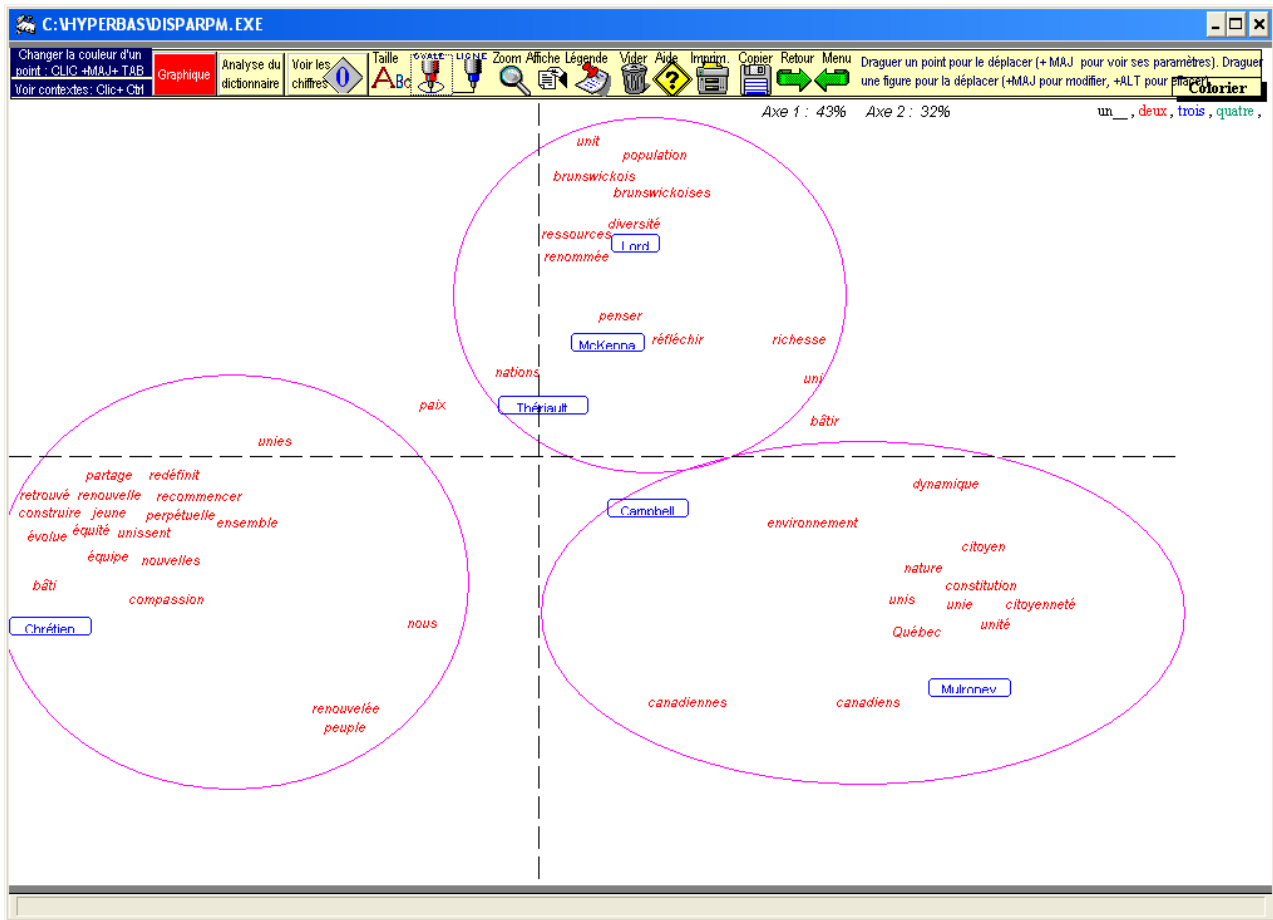 C:\HYPERBAS\DISPARPM.EXE
Changer la couleur d'un
point : CLIC +MAJ+ TAB
Voir contextes: Clic+ Ctrl
Graphique
Analyse du
dictionnaire
Voir les
chiffres
0
Taille
ABc
OVALE
LIGNE
Zoom
Affiche
Légende
Vider
Aide
Imprim.
Copier
Retour
Menu
Draguer un point pour le déplacer (+ MAJ pour voir ses paramètres). Draguer
une figure pour la déplacer (+MAJ pour modifier, +ALT pour effacer)
Colorier
Axe 1 : 43% Axe 2 : 32%
un__ , deux , trois , quatre ,
unit
population
brunswickois
brunswickoises
diversité
ressources
Lord
renommée
penser
McKenna
réfléchir
richesse
nations
uni
paix
Thériault
bâtir
unies
partage redéfinit
retrouvé renouvelle recommencer
construire jeune perpétuelle ensemble
évolue équité unissent
équipe nouvelles
bâti
compassion
Chrétien
nous
renouvelée
peuple
dynamique
Campbell
environnement
citoyen
nature
constitution
unis unie citoyenneté
Québec unité
Mulroney
canadiennes canadiens